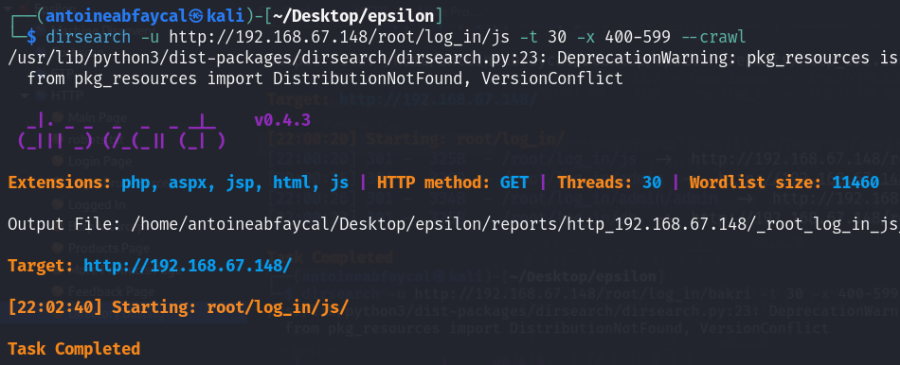 ┌──(antoineabfaycal㉿kali)-[~/Desktop/epsilon]
└─$ dirsearch -u http://192.168.67.148/root/log_in/js -t 30 -x 400-599 --crawl
/usr/lib/python3/dist-packages/dirsearch/dirsearch.py:23: DeprecationWarning: pkg_resources is
from pkg_resources import DistributionNotFound, VersionConflict
v0.4.3
Extensions: php, aspx, jsp, html, js | HTTP method: GET | Threads: 30 | Wordlist size: 11460
Output File: /home/antoineabfaycal/Desktop/epsilon/reports/http_192.168.67.148/_root_log_in_js_
Target: http://192.168.67.148/
[22:02:40] Starting: root/log_in/js/
Task Completed